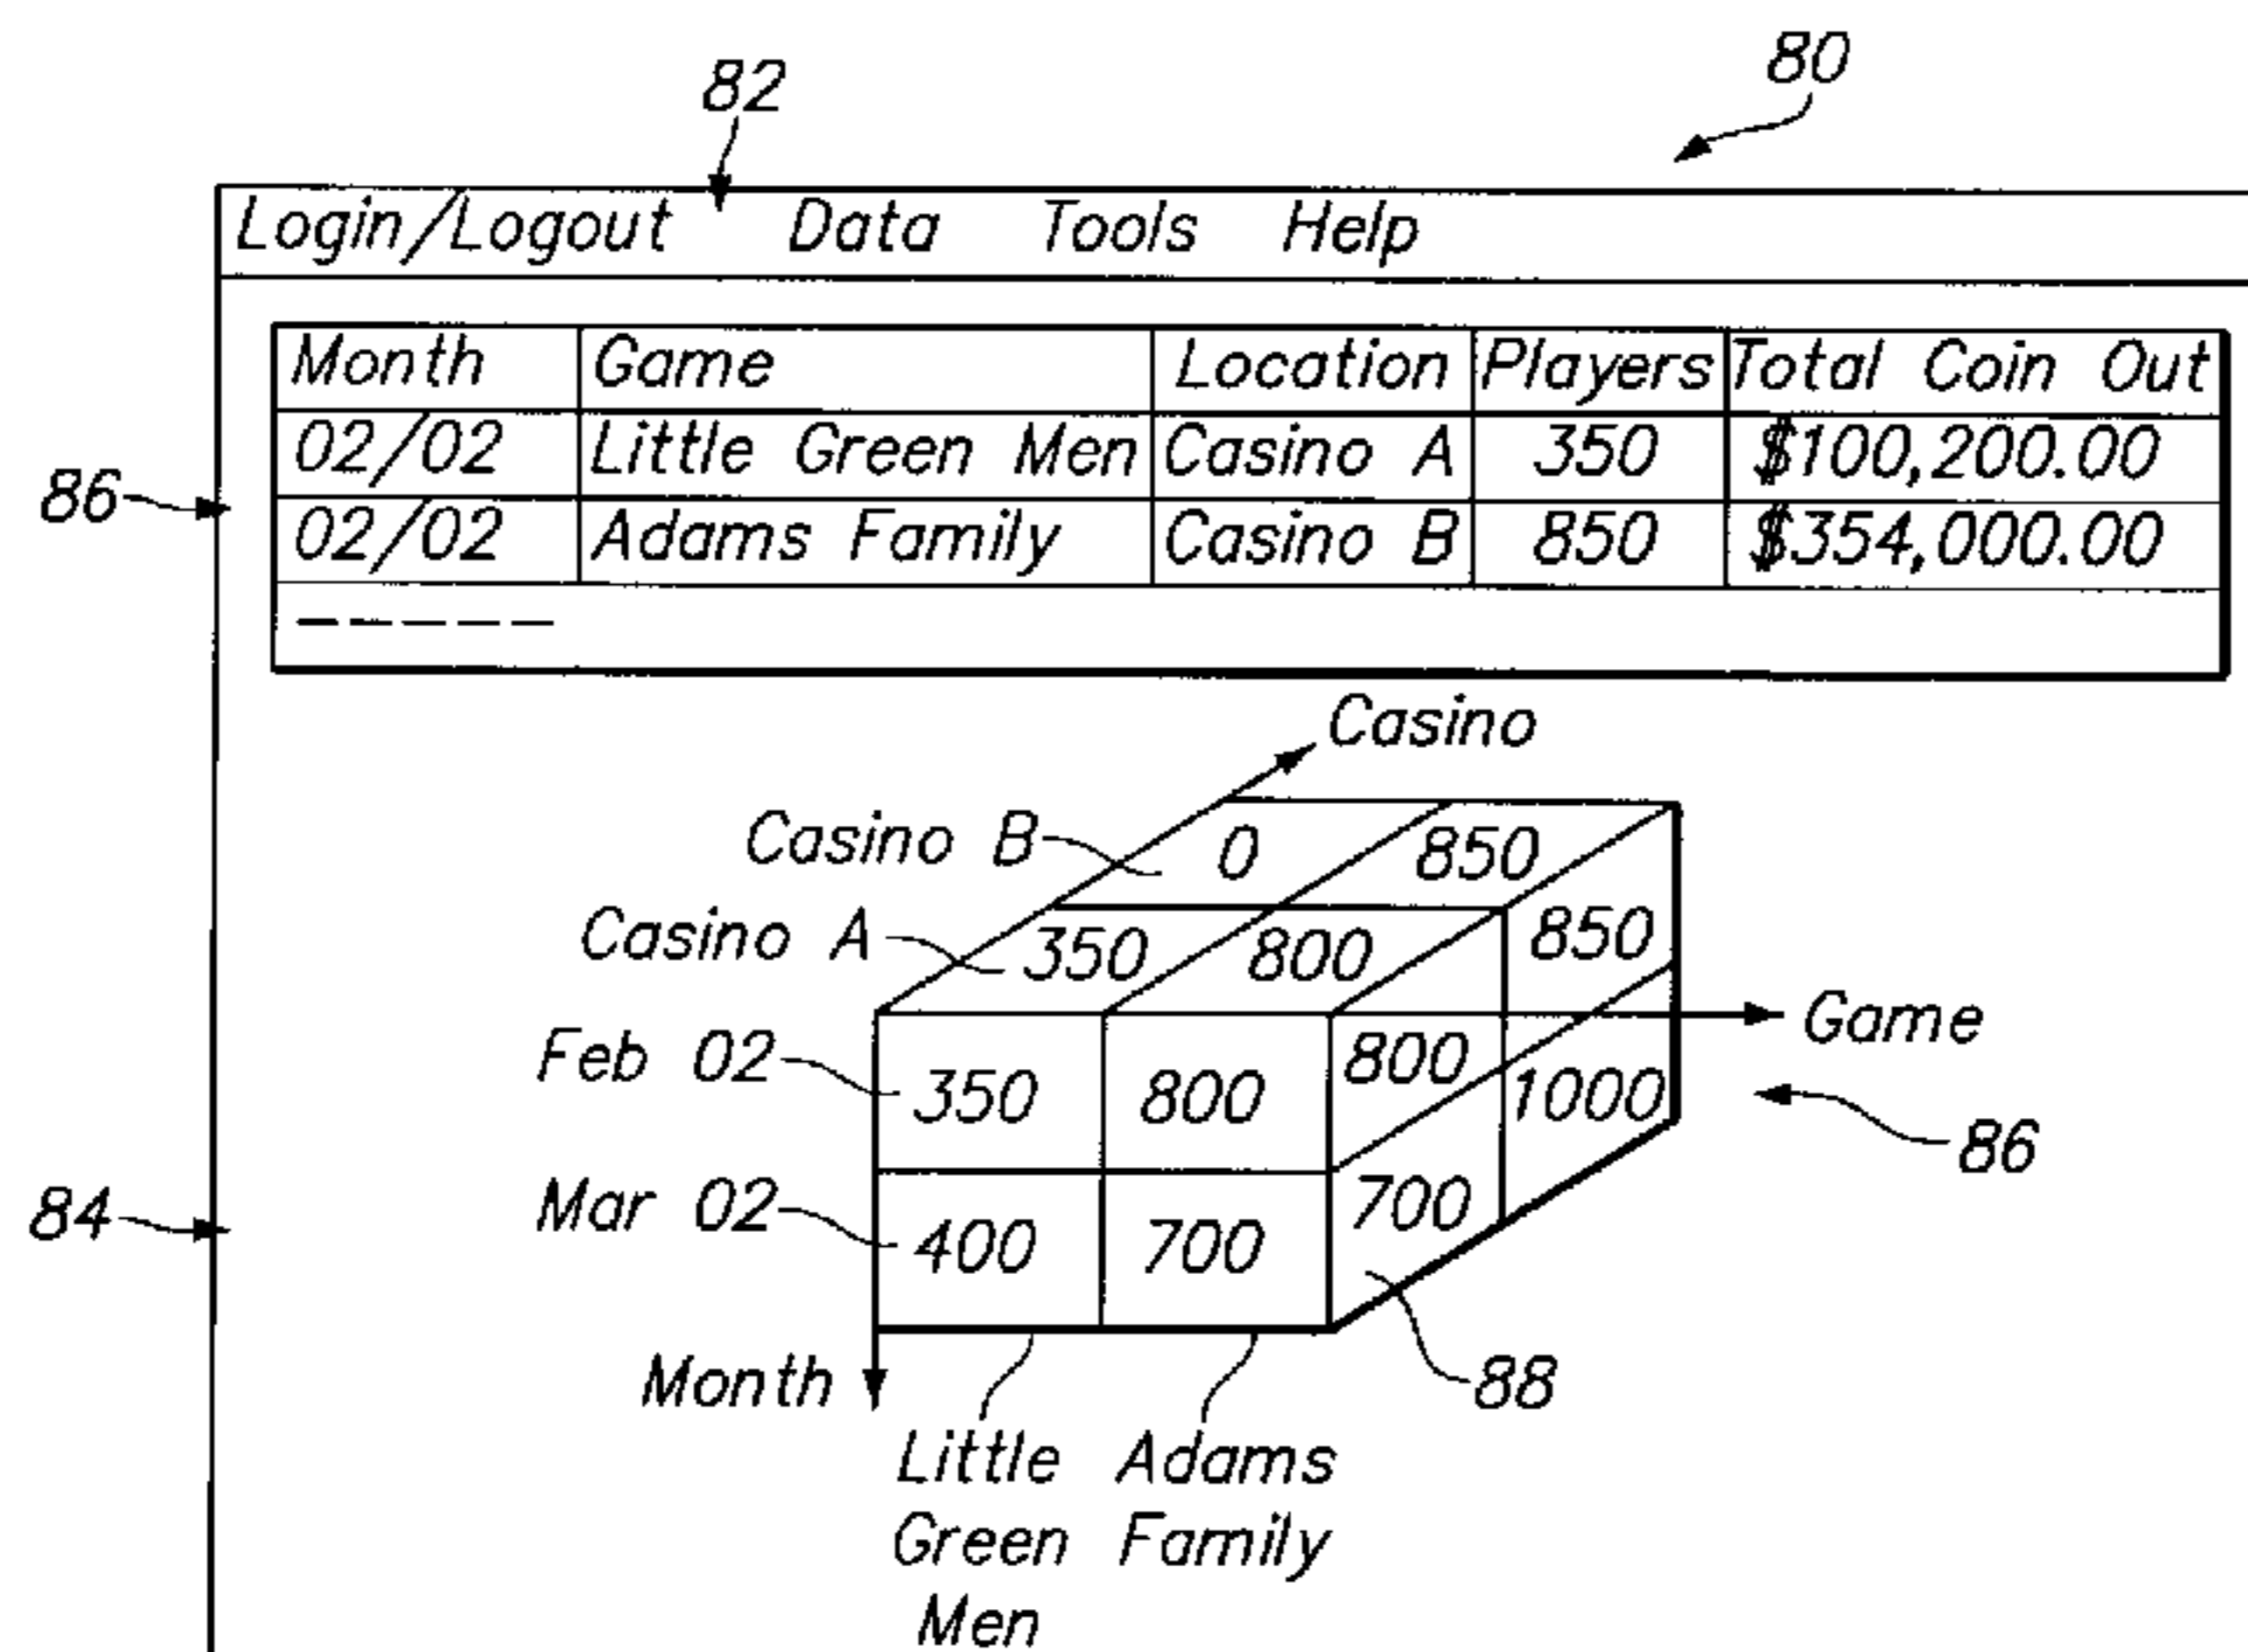 82
80
Login/Logout Data Tools Help
Month Game Location Players Total Coin Out
02/02 Little Green Men Casino A 350 $100,200.00
86
02/02 Adams Family Casino B 850 $354,000.00
Casino
Casino B 0 850
Casino A 350 800 850
Game
Feb 02 350 800 800 1000
86
84
Mar 02 400 700 700
Month
88
Little Adams
Green Family
Men